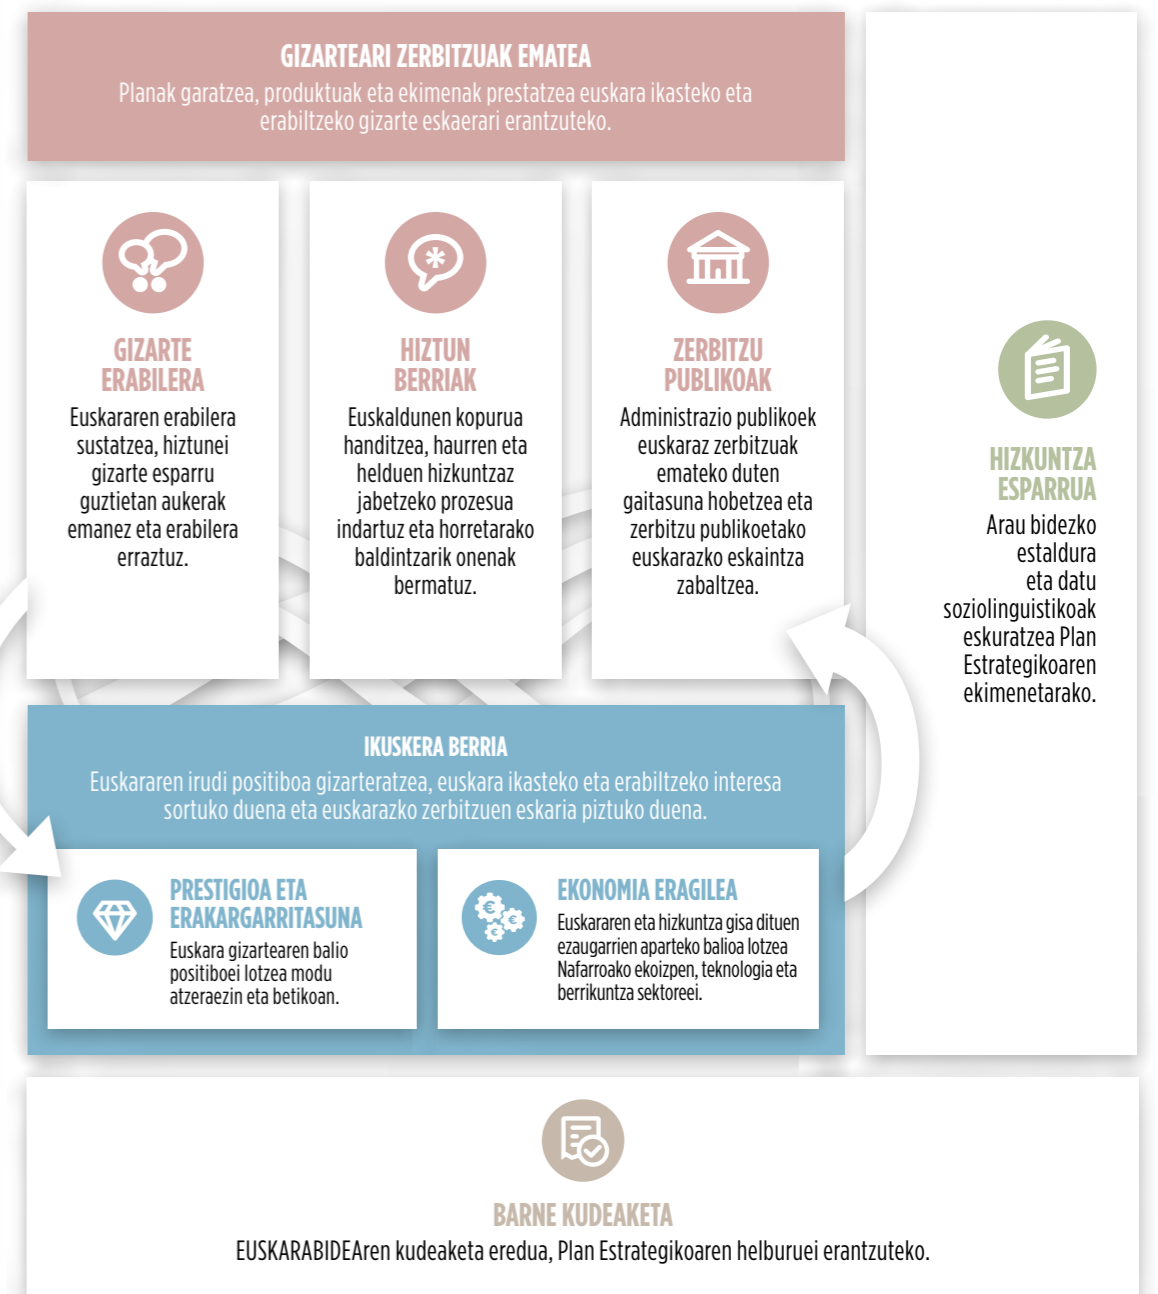 GIZARTEARI ZERBITZUAK EMATEA
Planak garatzea, produktuak eta ekimenak prestatzea euskara ikasteko eta
erabiltzeko gizarte eskaerari erantzuteko.
GIZARTE
ERABILERA
Euskararen erabilera
sustatzea, hiztunei
gizarte esparru
guztietan aukerak
emanez eta erabilera
erraztuz.
HIZTUN
BERRIAK
Euskaldunen kopurua
handitzea, haurren eta
helduen hizkuntzaz
jabetzeko prozesua
indartuz eta horretarako
baldintzarik onenak
bermatuz.
ZERBITZU
PUBLIKOAK
Administrazio publikoek
euskaraz zerbitzuak
emateko duten
gaitasuna hobetzea eta
zerbitzu publikoetako
euskarazko eskaintza
zabaltzea.
HIZKUNTZA
ESPARRUA
Arau bidezko
estaldura
eta datu
soziolinguistikoak
eskuratzea Plan
Estrategikoaren
ekimenetarako.
IKUSKERA BERRIA
Euskararen irudi positiboa gizarteratzea, euskara ikasteko eta erabiltzeko interesa
sortuko duena eta euskarazko zerbitzuen eskaria piztuko duena.
PRESTIGIOA ETA
ERAKARGARRITASUNA
Euskara gizartearen balio
positiboei lotzea modu
atzeraezin eta betikoan.
EKONOMIA ERAGILEA
Euskararen eta hizkuntza gisa dituen
ezaugarrien aparteko balioa lotzea
Nafarroako ekoizpen, teknologia eta
berrikuntza sektoreei.
BARNE KUDEAKETA
EUSKARABIDEAren kudeaketa eredua, Plan Estrategikoaren helburuei erantzuteko.